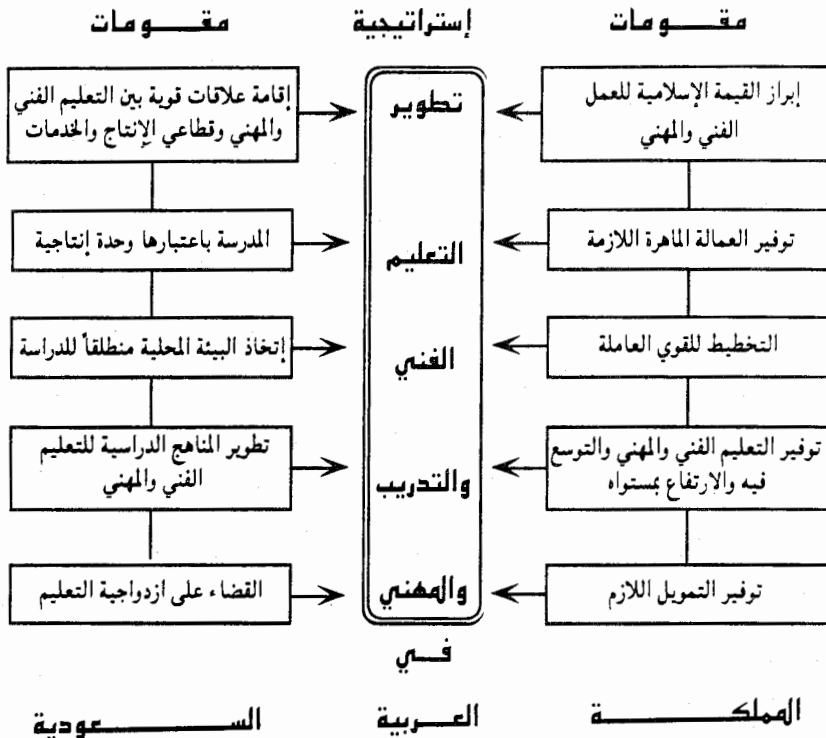 مقومات إستراتيجية مقومات
إبراز القيمة الإسلامية للعمل
الفني والمهني
توفير العمالة الماهرة اللازمة
التخطيط للقوي العاملة
توفير التعليم الفني والمهني والتوسع
فيه والارتفاع بمستواه
توفير التمويل اللازم
تطوير
التعليم
الفني
والتدريب
والمهني
في
إقامة علاقات قوية بين التعليم الفني
والمهني وقطاعي الإنتاج والخدمات
المدرسة باعتبارها وحدة إنتاجية
إتخاذ البيئة المحلية منطلقاً للدراسة
تطوير المناهج الدراسية للتعليم
الفني والمهني
القضاء على ازدواجية التعليم
المملكة العربية السعودية